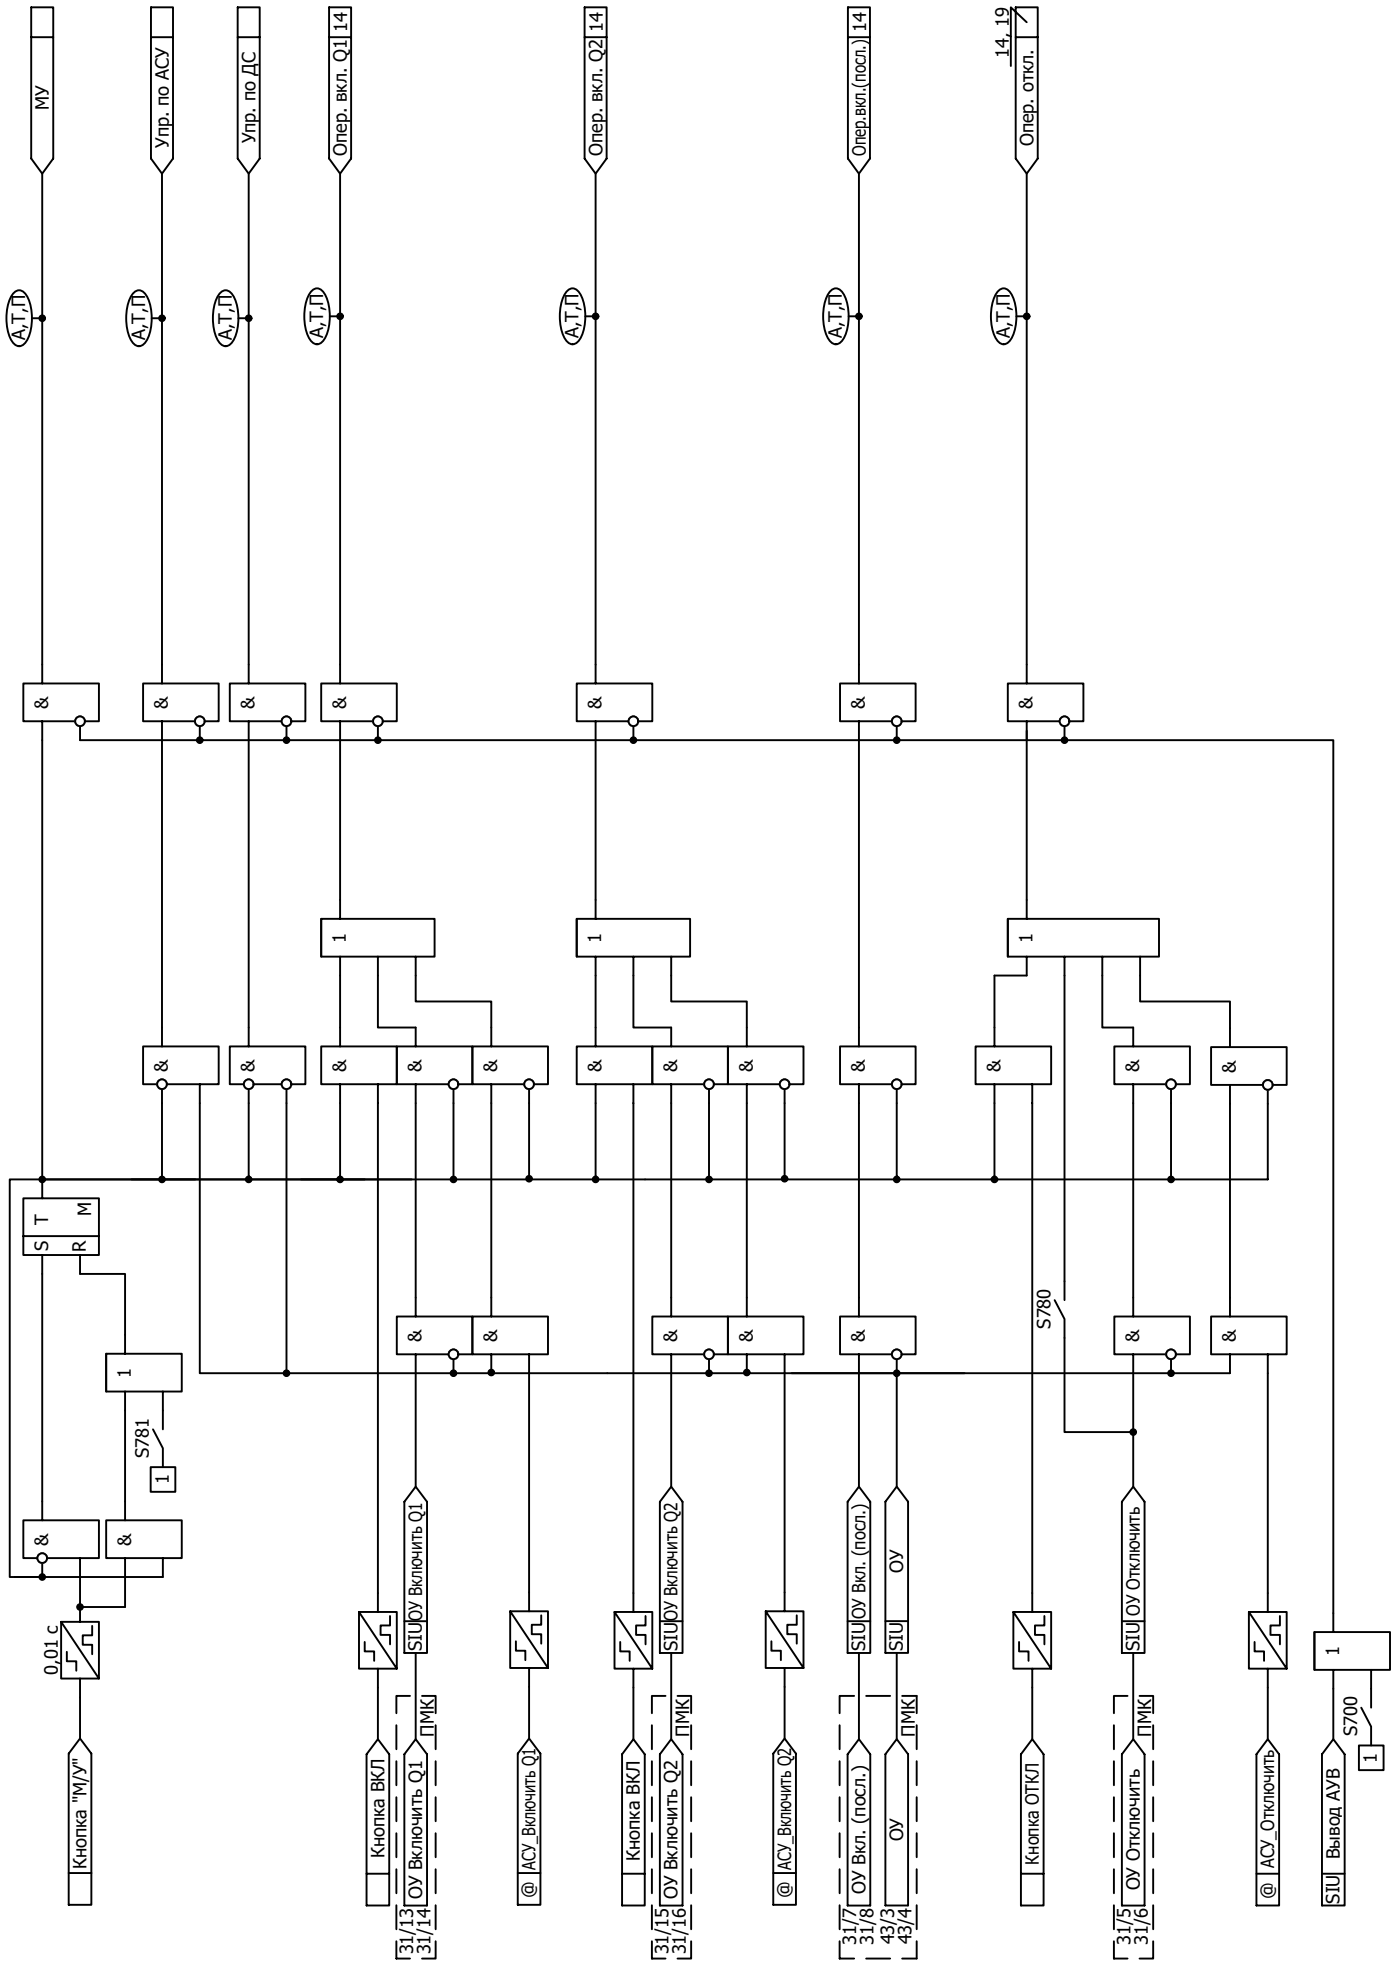 Кнопка "М/У"
0,01 с
&
&
1
S781
1
S
R
T
M
&
МУ
А,Т,П
&
&
Упр. по АСУ
А,Т,П
&
&
Упр. по ДС
А,Т,П
Кнопка ВКЛ
&
1
&
Опер. вкл. Q1 14
А,Т,П
31/13
31/14
ОУ Включить Q1
ПМК
SIU ОУ Включить Q1
&
&
@ АСУ_Включить Q1
&
&
Кнопка ВКЛ
&
1
&
Опер. вкл. Q2 14
А,Т,П
31/15
31/16
ОУ Включить Q2
ПМК
SIU ОУ Включить Q2
&
&
@ АСУ_Включить Q2
&
&
31/7
31/8
ОУ Вкл. (посл.)
SIU ОУ Вкл. (посл.)
&
&
&
Опер.вкл.(посл.) 14
А,Т,П
43/3
43/4
ОУ
ПМК
SIU ОУ
Кнопка ОТКЛ
&
1
&
Опер. откл.
14, 19
А,Т,П
S780
31/5
31/6
ОУ Отключить
ПМК
SIU ОУ Отключить
&
&
@ АСУ_Отключить
&
&
SIU Вывод АУВ
1
S700
1